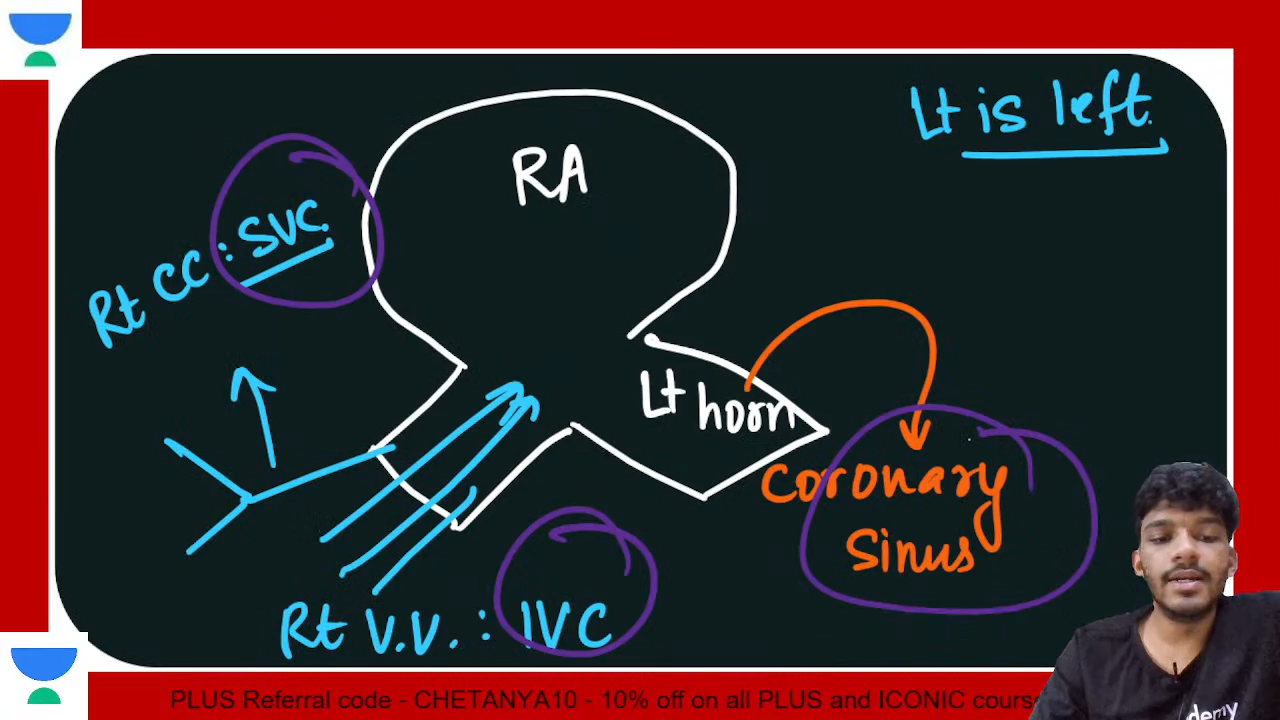 Lt is left.
RA
Rt CC : SVC.
Lt horn
Coronary
Sinus
Rt V.V. : IVC
demy
PLUS Referral code - CHETANYA10 - 10% off on all PLUS and ICONIC cours